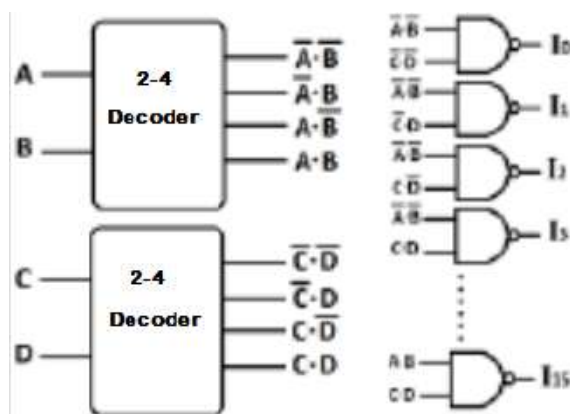 A
B
2-4
Decoder
A̅·B̅
A̅·B
A·B̅
A·B
C
D
2-4
Decoder
C̅·D̅
C̅·D
C·D̅
C·D
A̅·B̅
C̅·D̅
I₀
A̅·B̅
C̅·D
I₁
A̅·B̅
C·D̅
I₂
A̅·B̅
C·D
I₃
A·B
C·D
I₁₅